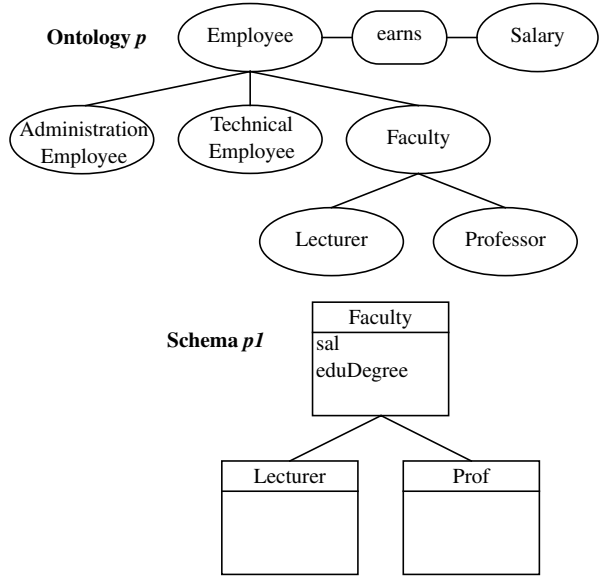 Ontology p
Employee
earns
Salary
Administration
Employee
Technical
Employee
Faculty
Lecturer
Professor
Schema p1
Faculty
sal
eduDegree
Lecturer
Prof